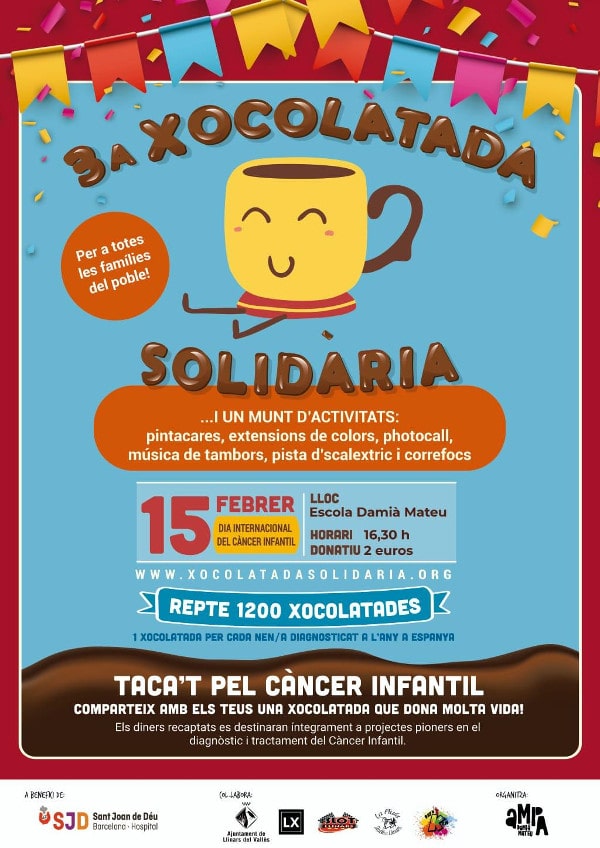 3A XOCOLATADA
Per a totes
les famílies
del poble!
SOLIDÀRIA
...I UN MUNT D'ACTIVITATS:
pintacares, extensions de colors, photocall,
música de tambors, pista d'scalextric i correfocs
15 FEBRER
DIA INTERNACIONAL
DEL CÀNCER INFANTIL
LLOC
Escola Damià Mateu
HORARI 16,30 h
DONATIU 2 euros
WWW.XOCOLATADASOLIDARIA.ORG
REPTE 1200 XOCOLATADES
1 XOCOLATADA PER CADA NEN/A DIAGNOSTICAT A L'ANY A ESPANYA
TACA'T PEL CÀNCER INFANTIL
COMPARTEIX AMB ELS TEUS UNA XOCOLATADA QUE DONA MOLTA VIDA!
Els diners recaptats es destinaran íntegrament a projectes pioners en el
diagnòstic i tractament del Càncer Infantil.
A BENEFICI DE:
SJD Sant Joan de Déu
Barcelona · Hospital
COL·LABORA:
Ajuntament de
Llinars del Vallès
LX
SLOT
LLINARS
ORGANITZA:
AMPA
DAMIÀ
MATEU